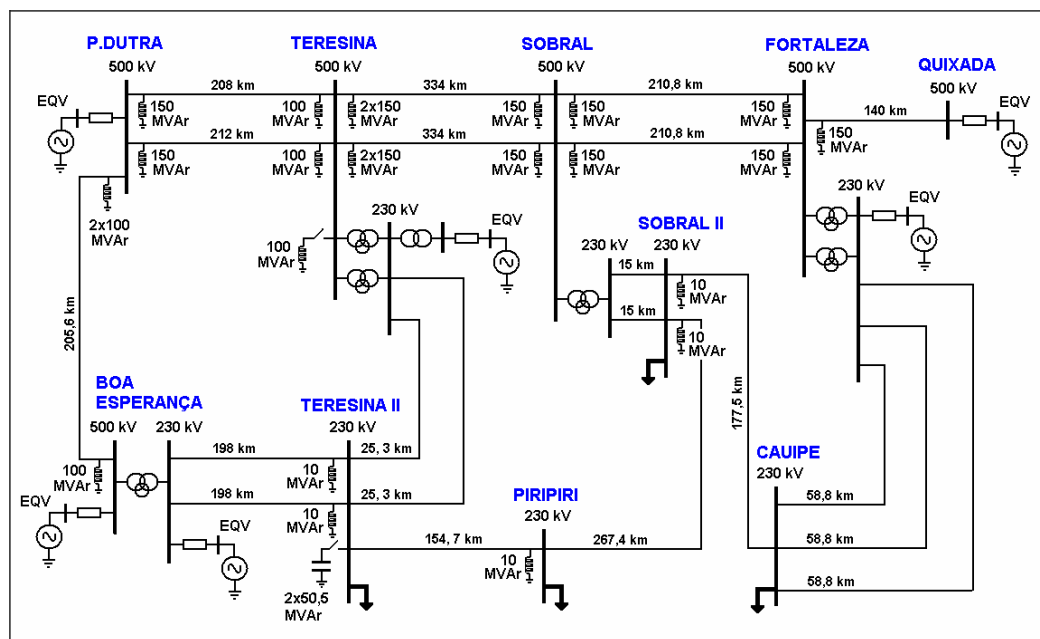 P.DUTRA
500 kV
TERESINA
500 kV
SOBRAL
500 kV
FORTALEZA
500 kV
QUIXADA
500 kV
EQV
208 km
334 km
210,8 km
140 km
EQV
150
MVAr
100
MVAr
2x150
MVAr
150
MVAr
150
MVAr
150
MVAr
150
MVAr
212 km
334 km
210,8 km
150
MVAr
100
MVAr
2x150
MVAr
150
MVAr
150
MVAr
150
MVAr
2x100
MVAr
230 kV
EQV
100
MVAr
SOBRAL II
230 kV
230 kV
15 km
10
MVAr
15 km
10
MVAr
230 kV
EQV
205,6 km
177,5 km
BOA
ESPERANÇA
500 kV
230 kV
TERESINA II
230 kV
198 km
25, 3 km
100
MVAr
10
MVAr
198 km
25, 3 km
10
MVAr
EQV
EQV
2x50,5
MVAr
154, 7 km
PIRIPIRI
230 kV
267,4 km
10
MVAr
CAUIPE
230 kV
58,8 km
58,8 km
58,8 km